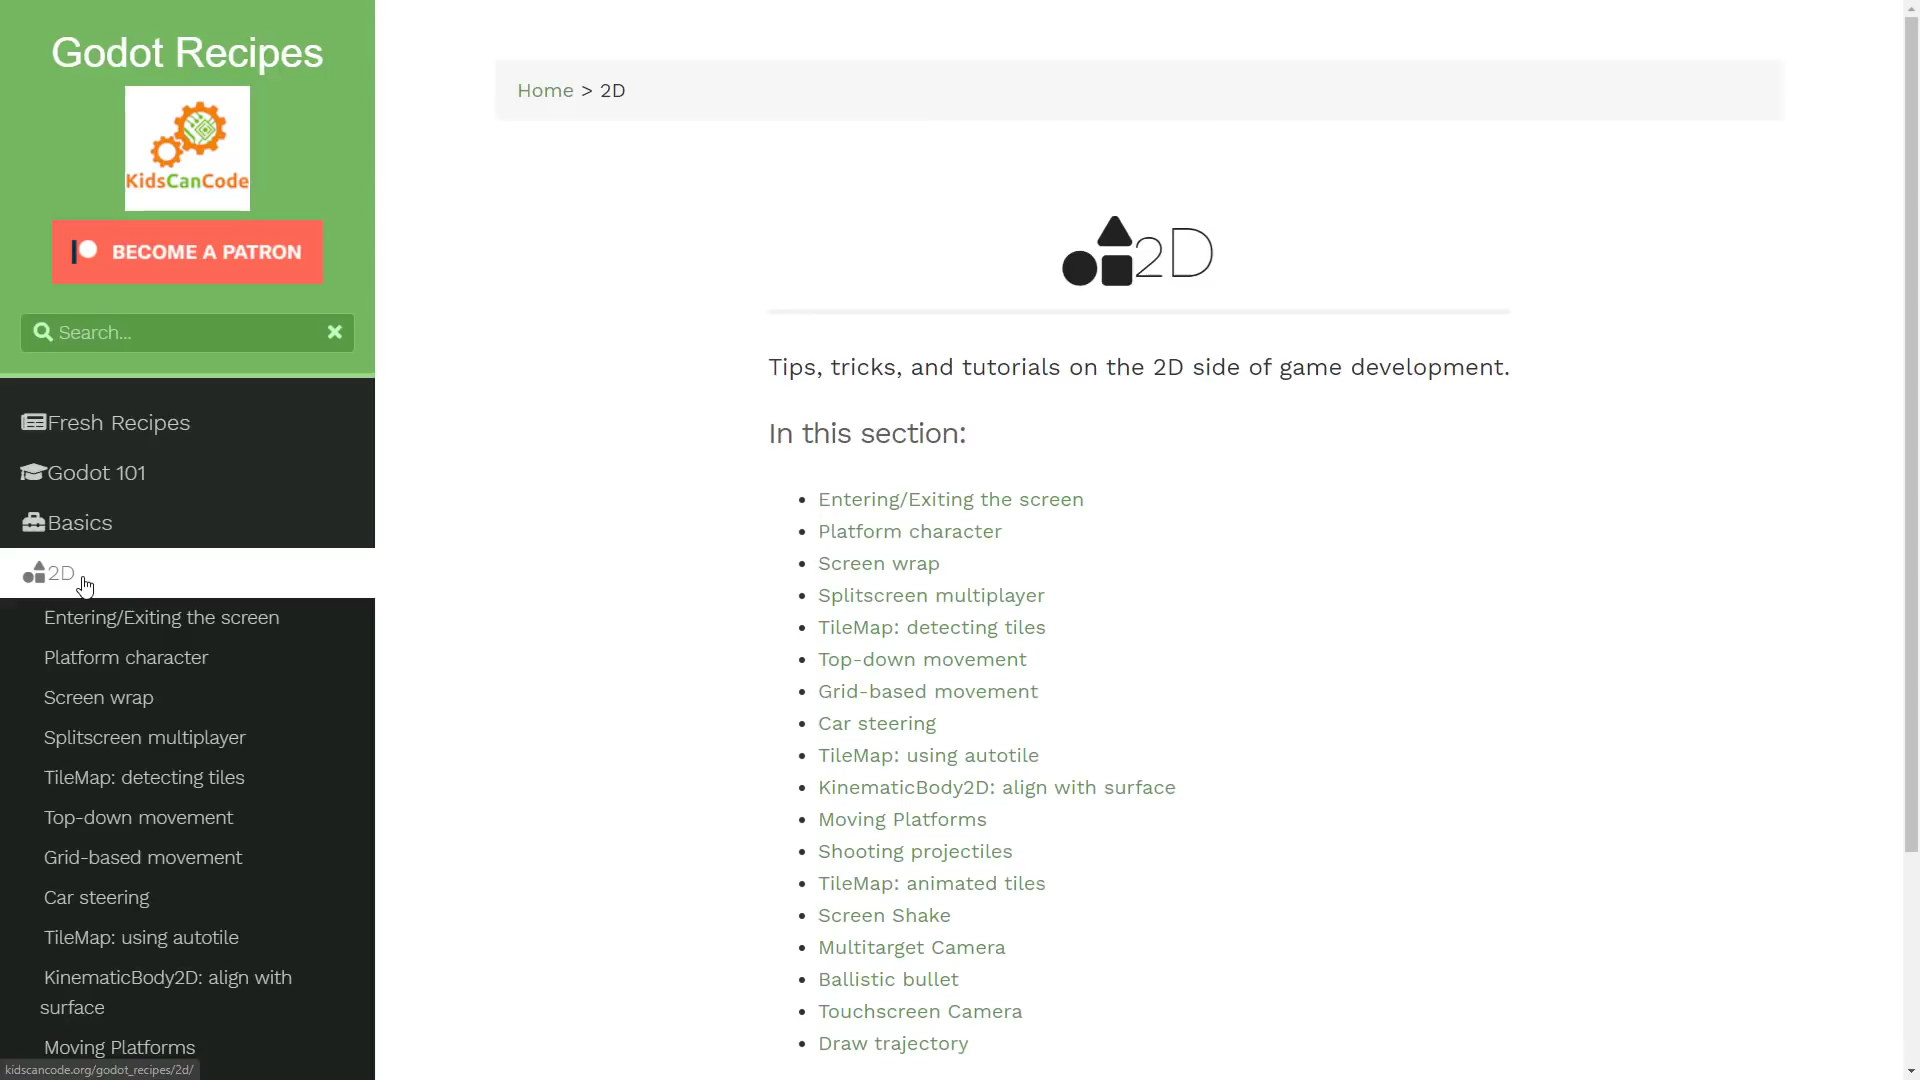 Godot Recipes
KidsCanCode
BECOME A PATRON
Search...
Fresh Recipes
Godot 101
Basics
2D
Entering/Exiting the screen
Platform character
Screen wrap
Splitscreen multiplayer
TileMap: detecting tiles
Top-down movement
Grid-based movement
Car steering
TileMap: using autotile
KinematicBody2D: align with
surface
Moving Platforms
kidscancode.org/godot_recipes/2d/
Home > 2D
2D
Tips, tricks, and tutorials on the 2D side of game development.
In this section:
Entering/Exiting the screen
Platform character
Screen wrap
Splitscreen multiplayer
TileMap: detecting tiles
Top-down movement
Grid-based movement
Car steering
TileMap: using autotile
KinematicBody2D: align with surface
Moving Platforms
Shooting projectiles
TileMap: animated tiles
Screen Shake
Multitarget Camera
Ballistic bullet
Touchscreen Camera
Draw trajectory